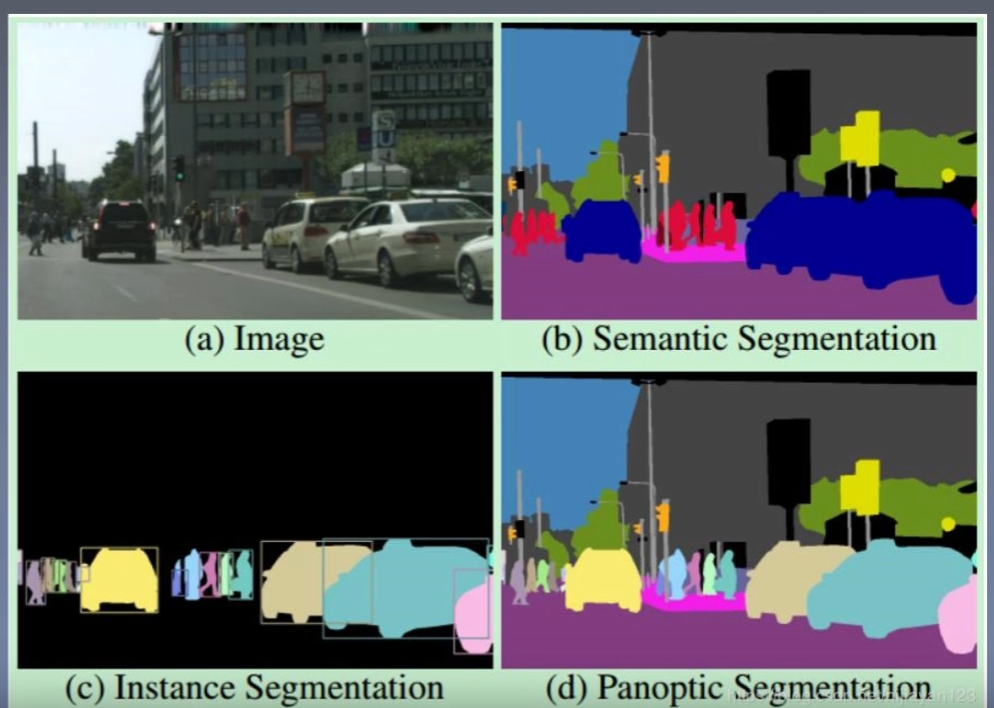 S
U
(a) Image
(b) Semantic Segmentation
(c) Instance Segmentation
(d) Panoptic Segmentation